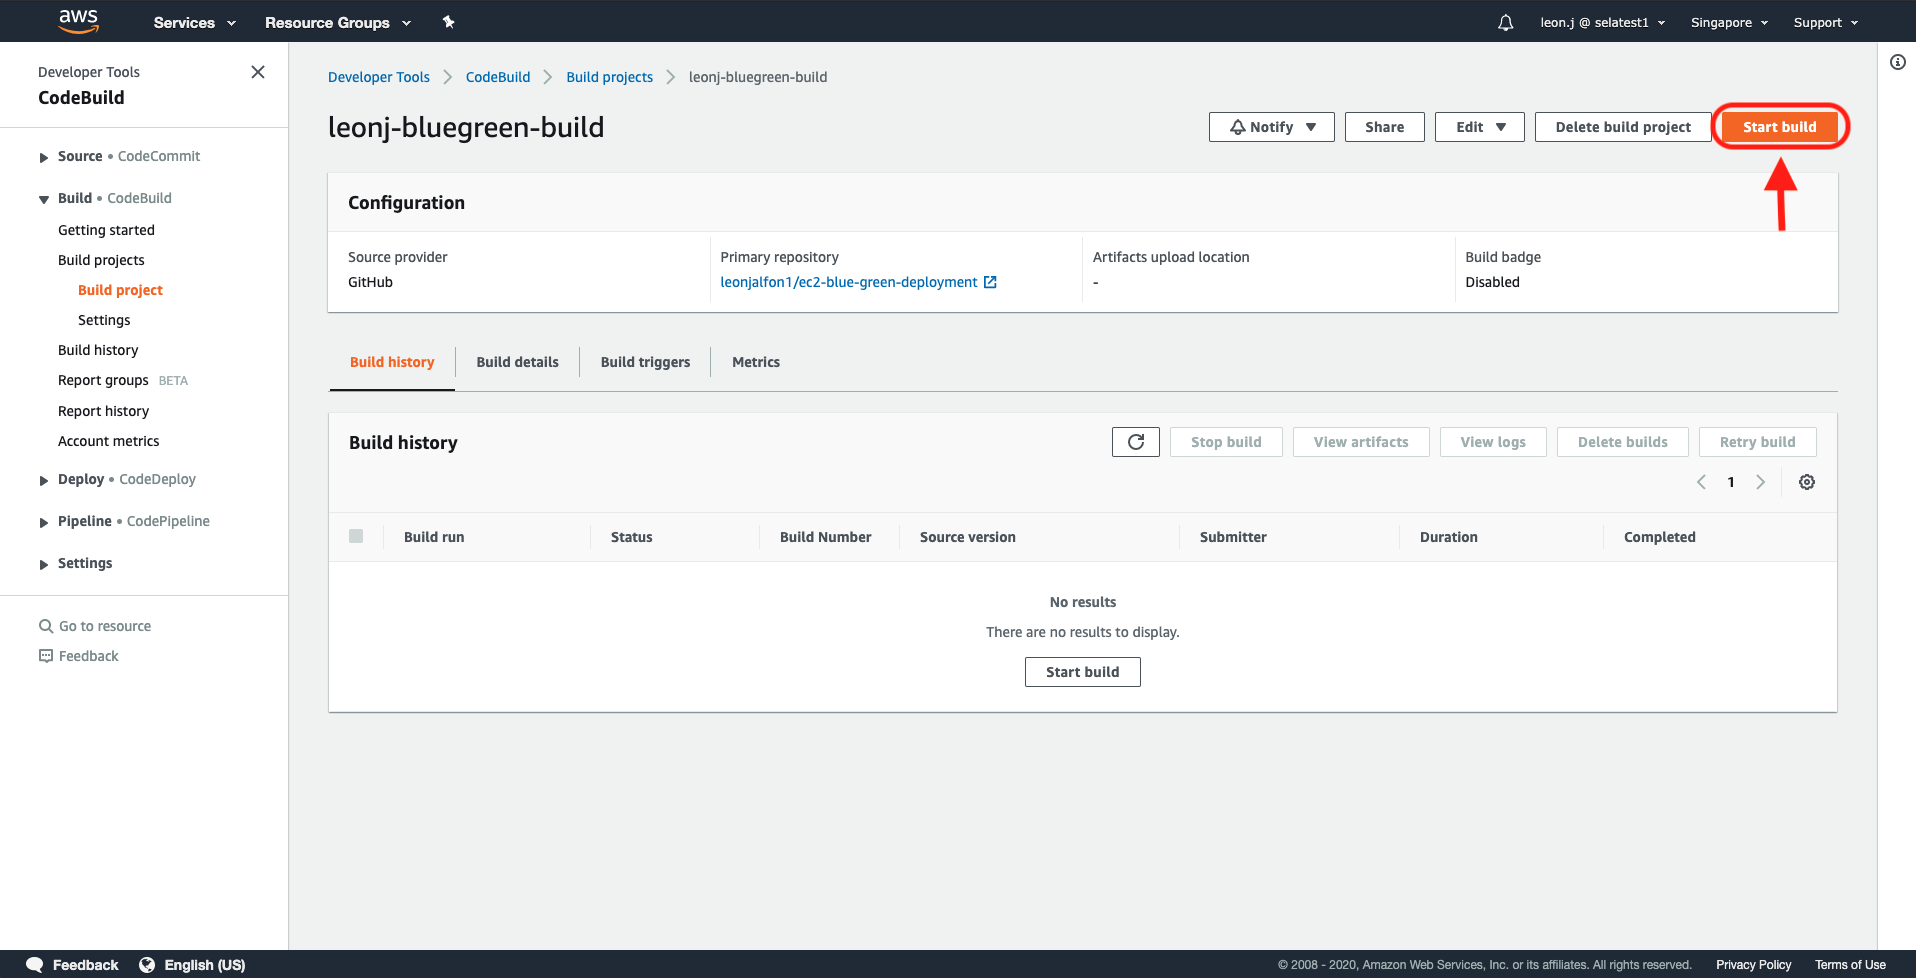 aws Services Resource Groups leon.j @ selatest1 Singapore Support
Developer Tools
CodeBuild
Source • CodeCommit
Build • CodeBuild
Getting started
Build projects
Build project
Settings
Build history
Report groups BETA
Report history
Account metrics
Deploy • CodeDeploy
Pipeline • CodePipeline
Settings
Go to resource
Feedback
Developer Tools CodeBuild Build projects leonj-bluegreen-build
leonj-bluegreen-build
Notify Share Edit Delete build project Start build
Configuration
Source provider Primary repository Artifacts upload location Build badge
GitHub leonjalfon1/ec2-blue-green-deployment - Disabled
Build history Build details Build triggers Metrics
Build history Stop build View artifacts View logs Delete builds Retry build
1
Build run Status Build Number Source version Submitter Duration Completed
No results
There are no results to display.
Start build
Feedback English (US) © 2008 - 2020, Amazon Web Services, Inc. or its affiliates. All rights reserved. Privacy Policy Terms of Use